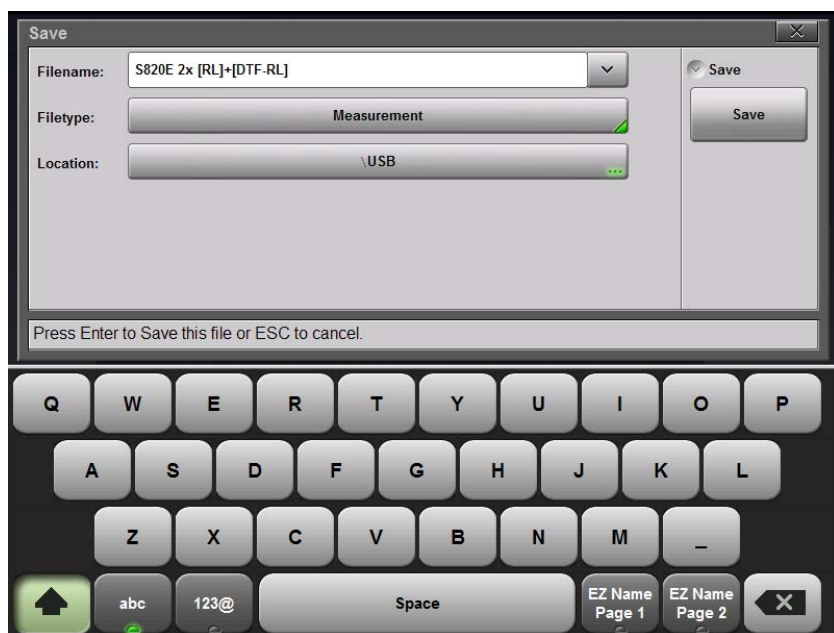 Save
Filename: S820E 2x [RL]+[DTF-RL]
Save
Filetype: Measurement
Save
Location: \USB
Press Enter to Save this file or ESC to cancel.
Q W E R T Y U I O P
A S D F G H J K L
Z X C V B N M _
abc 123@ Space EZ Name Page 1 EZ Name Page 2